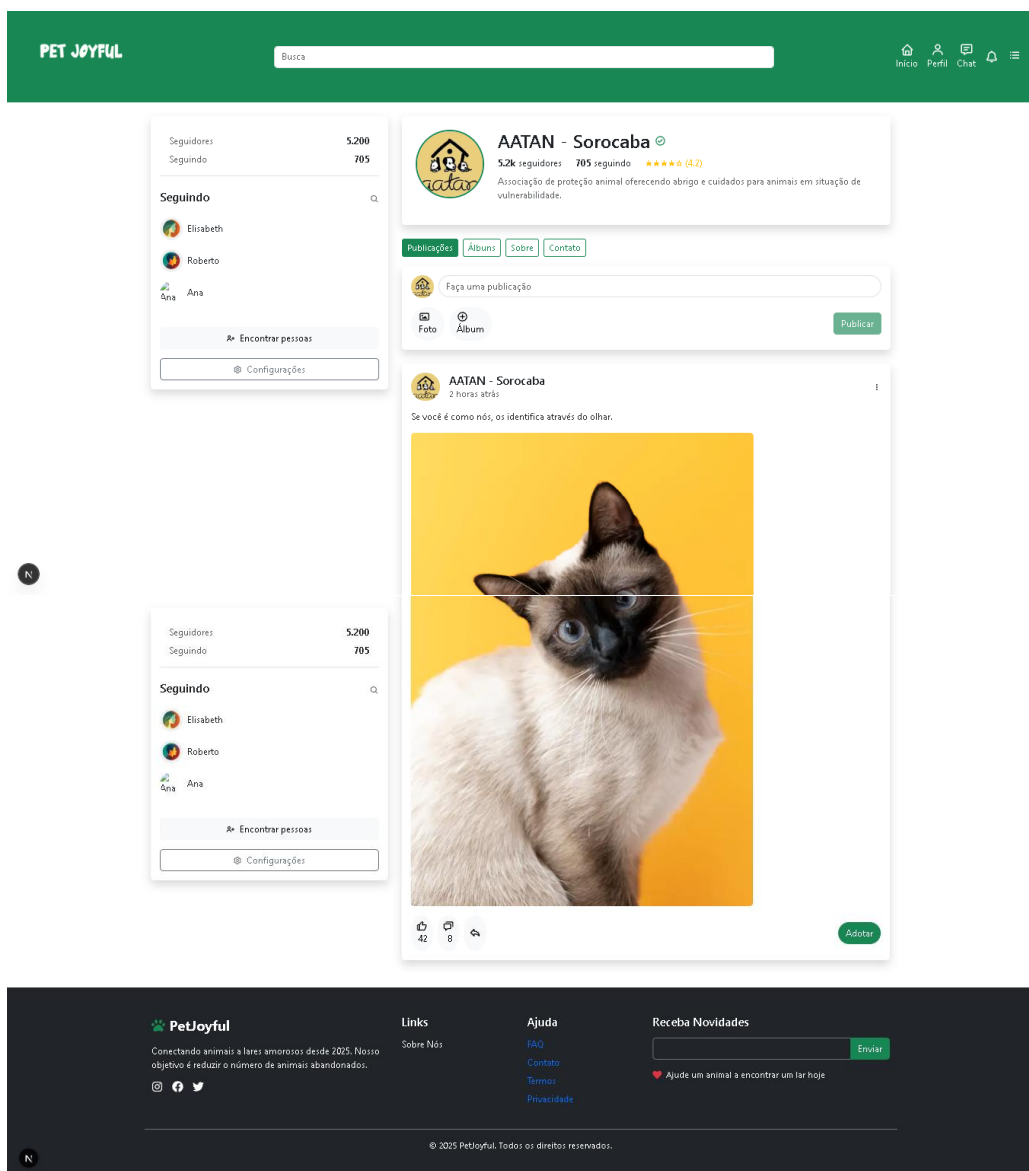 PET JOYFUL
Busca
Início Perfil Chat
Seguidores 5.200
Seguindo 705
Seguindo
Elisabeth
Roberto
Ana Ana
Encontrar pessoas
Configurações
aatan
AATAN - Sorocaba
5.2k seguidores 705 seguindo ★★★★☆ (4.2)
Associação de proteção animal oferecendo abrigo e cuidados para animais em situação de
vulnerabilidade.
Publicações Álbuns Sobre Contato
Faça uma publicação
Foto Álbum Publicar
AATAN - Sorocaba
2 horas atrás
Se você é como nós, os identifica através do olhar.
N
Seguidores 5.200
Seguindo 705
Seguindo
Elisabeth
Roberto
Ana Ana
Encontrar pessoas
Configurações
42 8 Adotar
PetJoyful
Conectando animais a lares amorosos desde 2025. Nosso
objetivo é reduzir o número de animais abandonados.
Links
Sobre Nós
Ajuda
FAQ
Contato
Termos
Privacidade
Receba Novidades
Enviar
Ajude um animal a encontrar um lar hoje
© 2025 PetJoyful. Todos os direitos reservados.
N